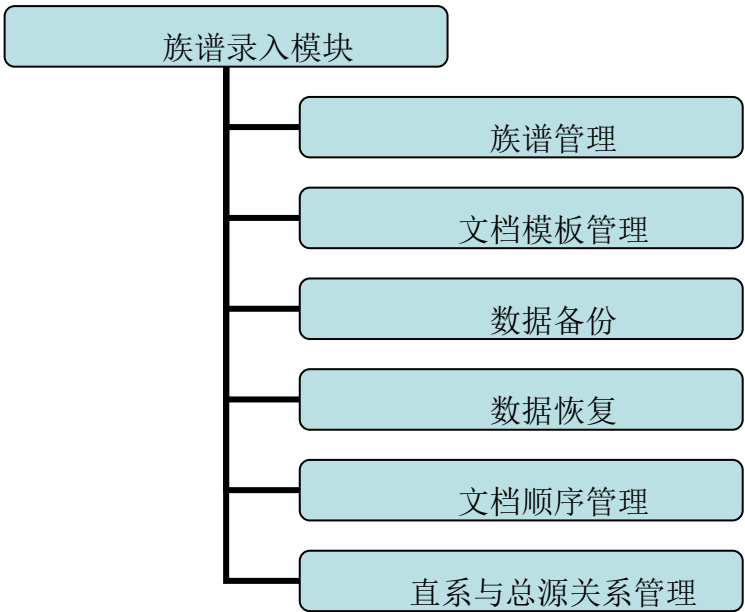 族谱录入模块
族谱管理
文档模板管理
数据备份
数据恢复
文档顺序管理
直系与总源关系管理